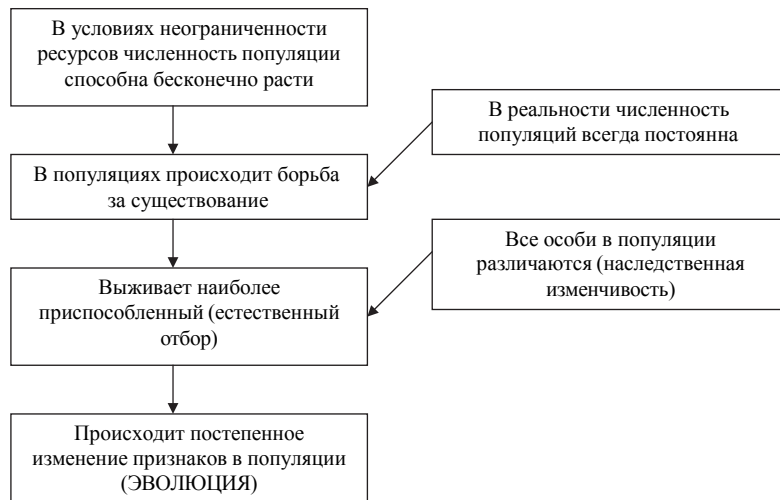 В условиях неограниченности
ресурсов численность популяции
способна бесконечно расти
В реальности численность
популяций всегда постоянна
В популяциях происходит борьба
за существование
Все особи в популяции
различаются (наследственная
изменчивость)
Выживает наиболее
приспособленный (естественный
отбор)
Происходит постепенное
изменение признаков в популяции
(ЭВОЛЮЦИЯ)